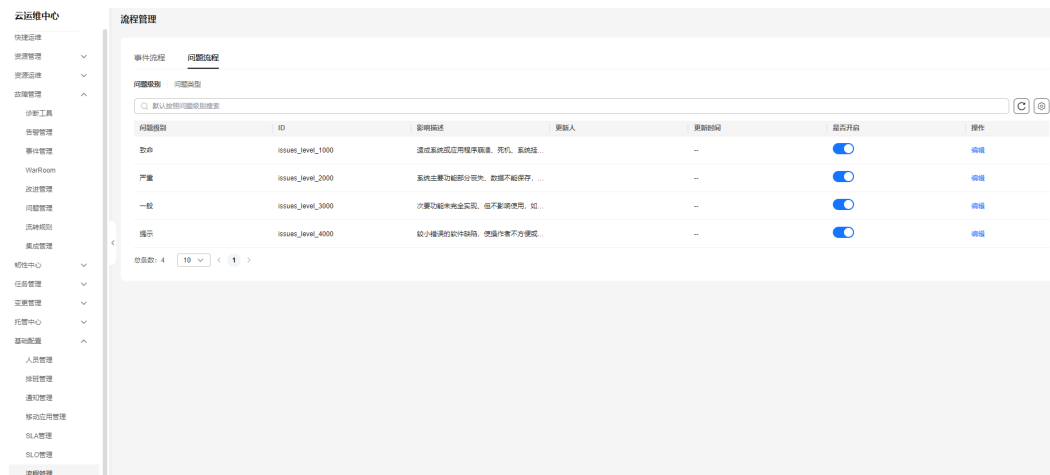 云运维中心
流程管理
快捷运维
资源管理
资源运维
故障管理
诊断工具
告警管理
事件管理
WarRoom
改进管理
问题管理
流转规则
集成管理
韧性中心
任务管理
变更管理
托管中心
基础配置
人员管理
排班管理
通知管理
移动应用管理
SLA管理
SLO管理
流程管理
事件流程 问题流程
问题级别 问题类型
默认按照问题级别搜索
问题级别 ID 影响描述 更新人 更新时间 是否开启 操作
致命 issues_level_1000 造成系统或应用程序崩溃、死机、系统挂... -- 编辑
严重 issues_level_2000 系统主要功能部分丧失、数据不能保存，... -- 编辑
一般 issues_level_3000 次要功能未完全实现、但不影响使用，如... -- 编辑
提示 issues_level_4000 较小错误的软件缺陷，使操作者不方便或... -- 编辑
总条数：4 10 1